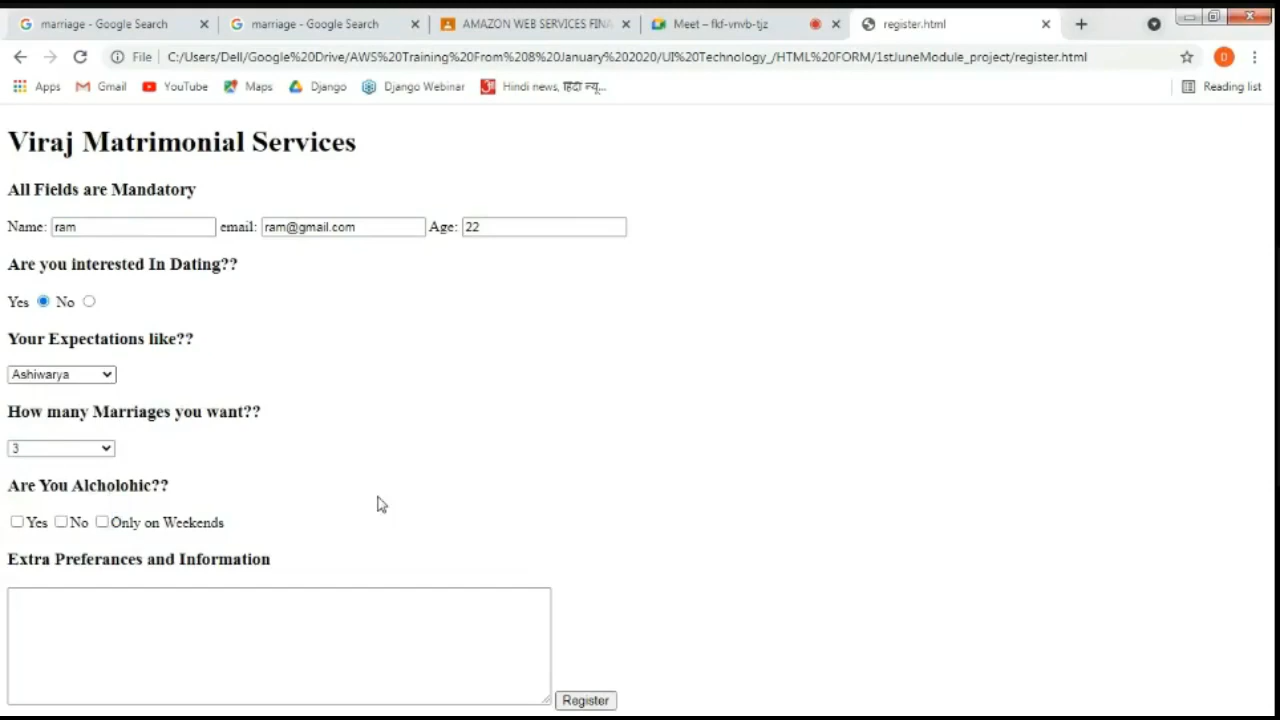 marriage - Google Search
marriage - Google Search
AMAZON WEB SERVICES FIN
Meet – fkf-vnvb-tjz
register.html
File
C:/Users/Dell/Google%20Drive/AWS%20Training%20From%208%20January%202020/UI%20Technology_/HTML%20FORM/1stJuneModule_project/register.html
D
Apps Gmail YouTube Maps Django Django Webinar Hindi news, हिंदी न्यू... Reading list
Viraj Matrimonial Services
All Fields are Mandatory
Name: ram email: ram@gmail.com Age: 22
Are you interested In Dating??
Yes No
Your Expectations like??
Ashiwarya
How many Marriages you want??
3
Are You Alcholohic??
Yes No Only on Weekends
Extra Preferances and Information
Register